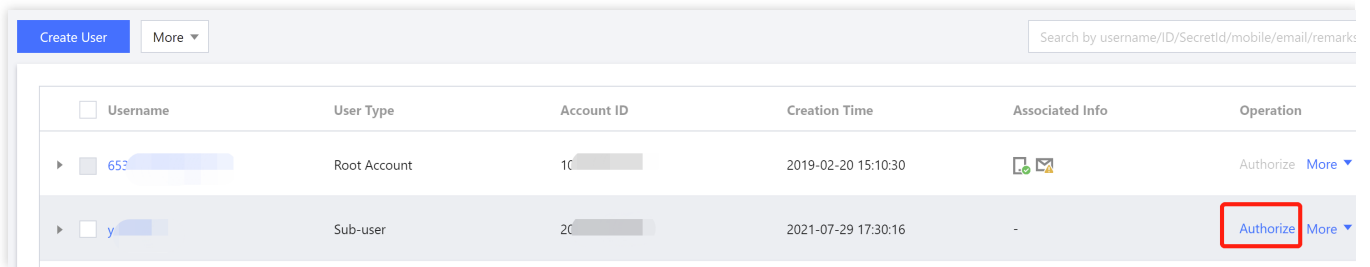 Create User More Search by username/ID/SecretId/mobile/email/remarks
Username User Type Account ID Creation Time Associated Info Operation
653 Root Account 10 2019-02-20 15:10:30 Authorize More
y Sub-user 20 2021-07-29 17:30:16 - Authorize More